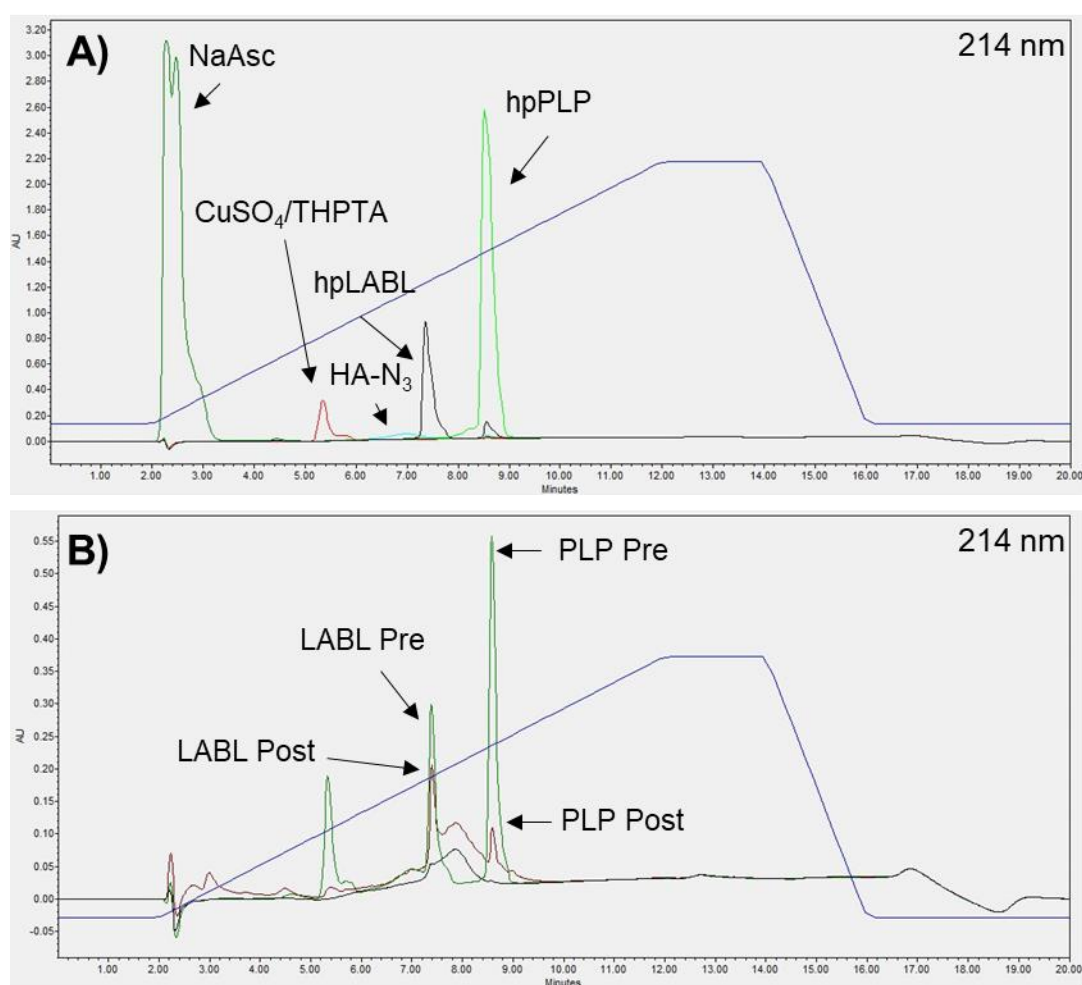 A)
214 nm
NaAsc
hpPLP
CuSO4/THPTA
hpLABL
HA-N3
3.20
3.00
2.80
2.60
2.40
2.20
2.00
1.80
1.60
1.40
1.20
1.00
0.80
0.60
0.40
0.20
0.00
AU
1.00 2.00 3.00 4.00 5.00 6.00 7.00 8.00 9.00 10.00 11.00 12.00 13.00 14.00 15.00 16.00 17.00 18.00 19.00 20.00
Minutes
B)
214 nm
PLP Pre
LABL Pre
LABL Post
PLP Post
0.55
0.50
0.45
0.40
0.35
0.30
0.25
0.20
0.15
0.10
0.05
0.00
-0.05
AU
1.00 2.00 3.00 4.00 5.00 6.00 7.00 8.00 9.00 10.00 11.00 12.00 13.00 14.00 15.00 16.00 17.00 18.00 19.00 20.00
Minutes